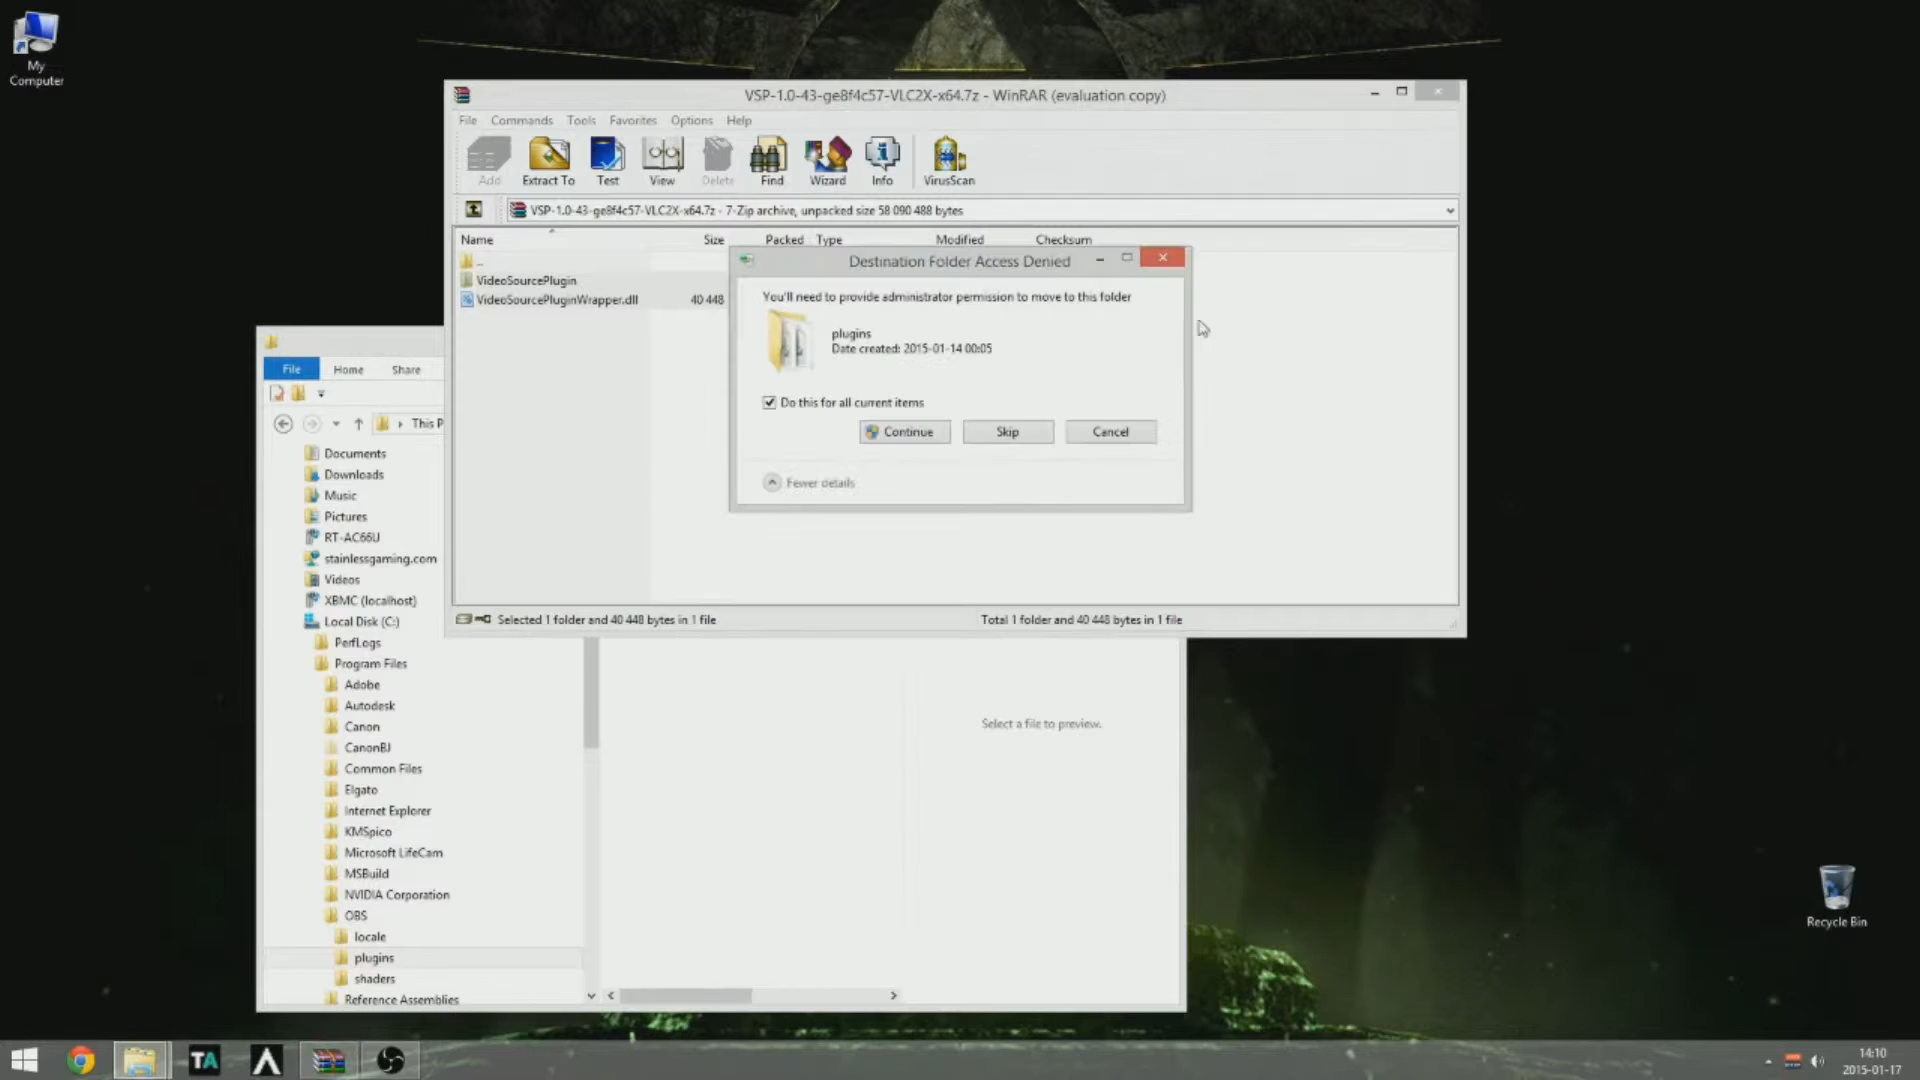 My
Computer
VSP-1.0-43-ge8f4c57-VLC2X-x64.7z - WinRAR (evaluation copy)
File Commands Tools Favorites Options Help
Add Extract To Test View Delete Find Wizard Info VirusScan
VSP-1.0-43-ge8f4c57-VLC2X-x64.7z - 7-Zip archive, unpacked size 58 090 488 bytes
Name Size Packed Type Modified Checksum
..
VideoSourcePlugin
VideoSourcePluginWrapper.dll 40 448
Destination Folder Access Denied
You'll need to provide administrator permission to move to this folder
plugins
Date created: 2015-01-14 00:05
Do this for all current items
Continue Skip Cancel
Fewer details
Selected 1 folder and 40 448 bytes in 1 file Total 1 folder and 40 448 bytes in 1 file
File Home Share
This P
Documents
Downloads
Music
Pictures
RT-AC66U
stainlessgaming.com
Videos
XBMC (localhost)
Local Disk (C:)
PerfLogs
Program Files
Adobe
Autodesk
Canon
CanonBJ
Common Files
Elgato
Internet Explorer
KMSpico
Microsoft LifeCam
MSBuild
NVIDIA Corporation
OBS
locale
plugins
shaders
Reference Assemblies
Select a file to preview.
Recycle Bin
TA
14:10
2015-01-17